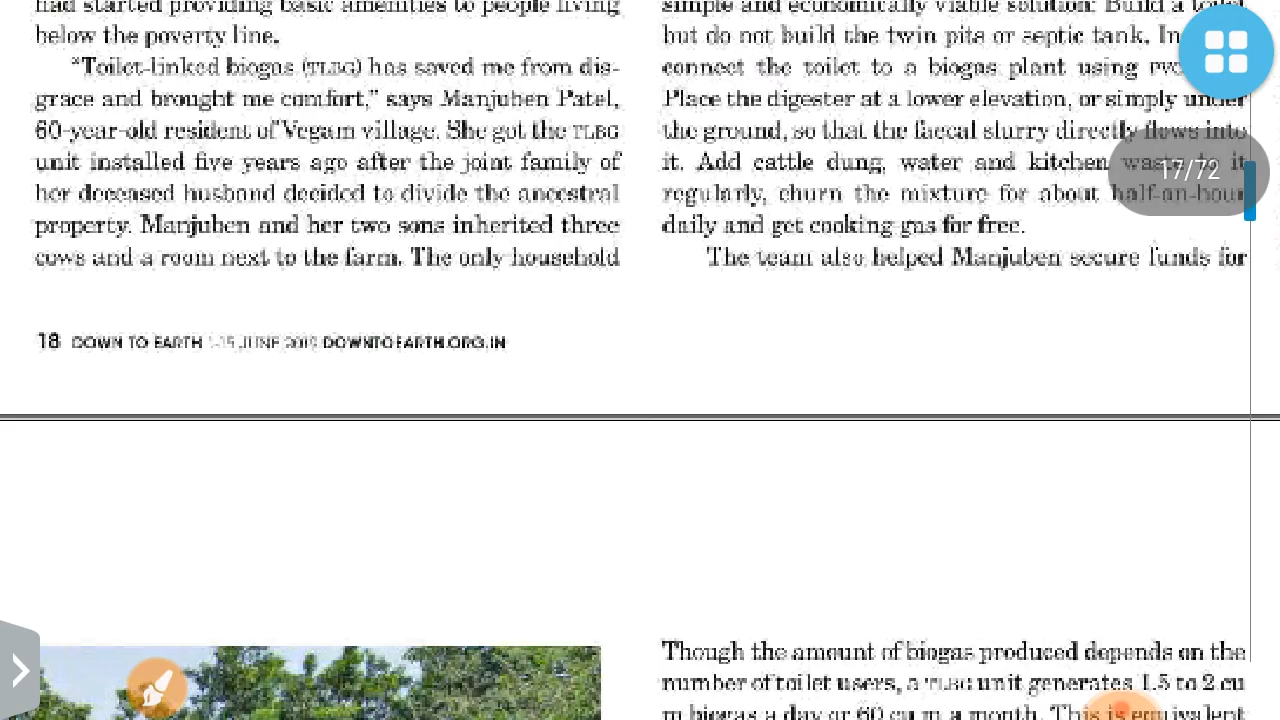 had started providing basic amenities to people living
below the poverty line.
“Toilet-linked biogas (TLBG) has saved me from dis-
grace and brought me comfort,” says Manjuben Patel,
60-year-old resident of Vegam village. She got the TLBG
unit installed five years ago after the joint family of
her deceased husband decided to divide the ancestral
property. Manjuben and her two sons inherited three
cows and a room next to the farm. The only household
18 DOWN TO EARTH 1-15 JUNE 2019 DOWNTOEARTH.ORG.IN
simple and economically viable solution: Build a toilet
but do not build the twin pits or septic tank. In
connect the toilet to a biogas plant using
Place the digester at a lower elevation, or simply under
the ground, so that the faecal slurry directly flows into
it. Add cattle dung, water and kitchen waste to it
regularly, churn the mixture for about half-an-hour
daily and get cooking gas for free.
The team also helped Manjuben secure funds for
17/72
Though the amount of biogas produced depends on the
number of toilet users, a TLBG unit generates 1.5 to 2 cu
m biogas a day or 60 cu m a month. This is equivalent